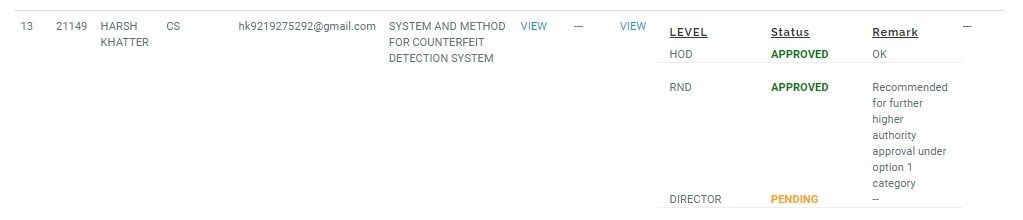 13 21149 HARSH KHATTER CS hk9219275292@gmail.com SYSTEM AND METHOD FOR COUNTERFEIT DETECTION SYSTEM VIEW --- VIEW
LEVEL Status Remark
HOD APPROVED OK
RND APPROVED Recommended
for further
higher
authority
approval under
option 1
category
DIRECTOR PENDING --
---